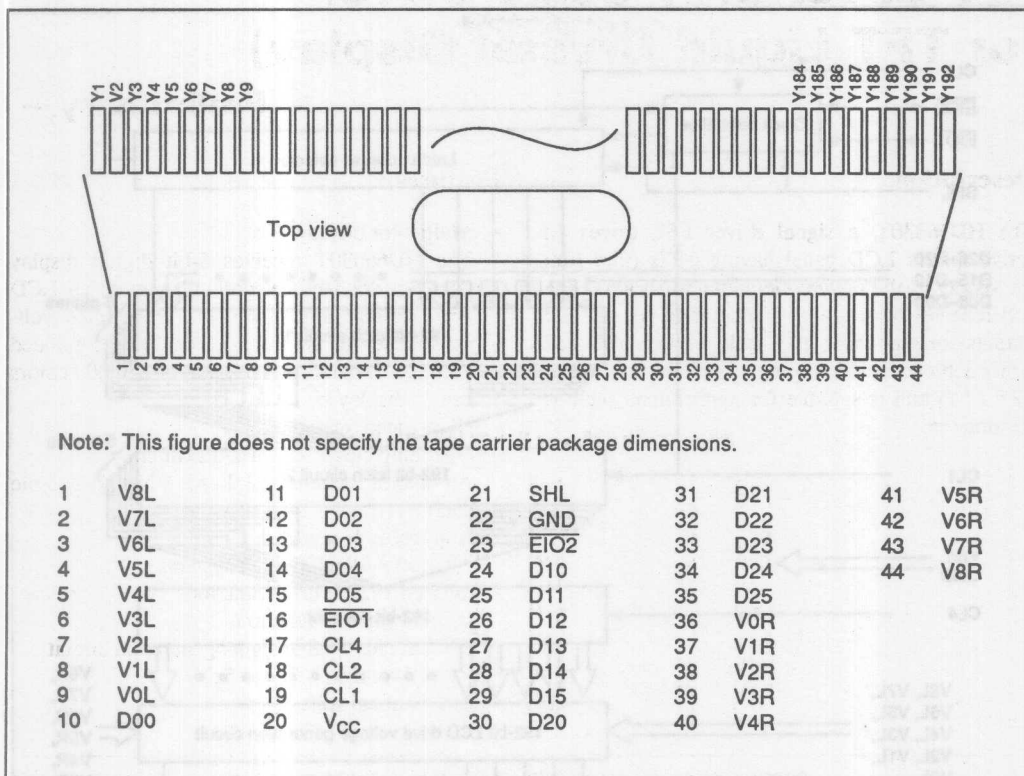 Y1 V2 Y3 Y4 Y5 Y6 Y7 Y8 Y9 Y184 Y185 Y186 Y187 Y188 Y189 Y190 Y191 Y192
Top view
1 2 3 4 5 6 7 8 9 10 11 12 13 14 15 16 17 18 19 20 21 22 23 24 25 26 27 28 29 30 31 32 33 34 35 36 37 38 39 40 41 42 43 44
Note: This figure does not specify the tape carrier package dimensions.
1 V8L 11 D01 21 SHL 31 D21 41 V5R
2 V7L 12 D02 22 GND 32 D22 42 V6R
3 V6L 13 D03 23 EIO2 33 D23 43 V7R
4 V5L 14 D04 24 D10 34 D24 44 V8R
5 V4L 15 D05 25 D11 35 D25
6 V3L 16 EIO1 26 D12 36 V0R
7 V2L 17 CL4 27 D13 37 V1R
8 V1L 18 CL2 28 D14 38 V2R
9 V0L 19 CL1 29 D15 39 V3R
10 D00 20 Vcc 30 D20 40 V4R